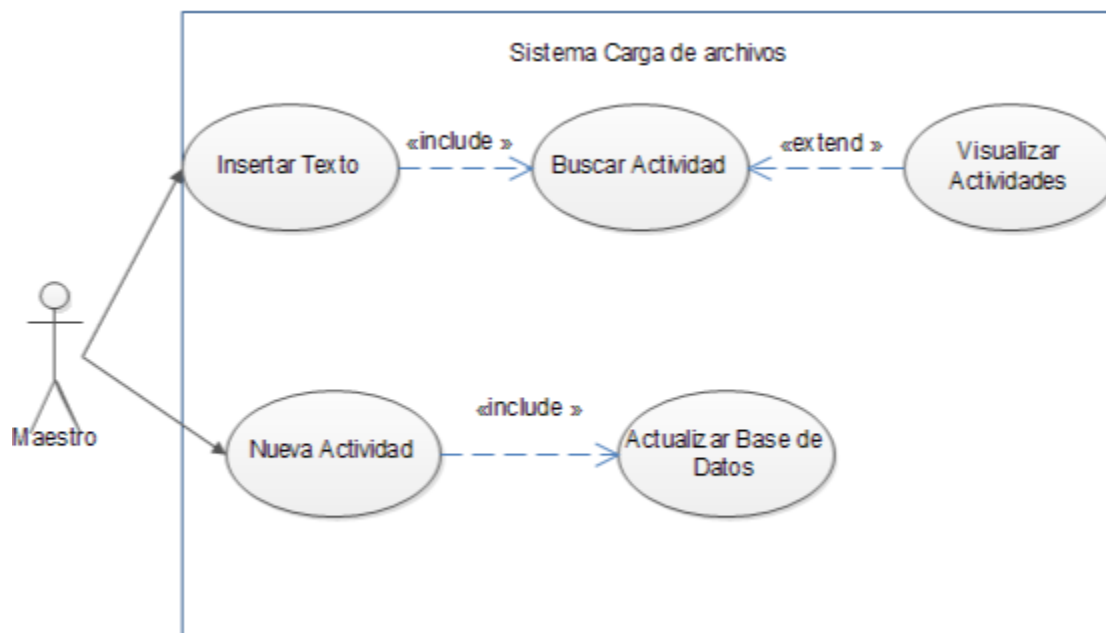 Sistema Carga de archivos
Insertar Texto
«include »
Buscar Actividad
«extend »
Visualizar
Actividades
Maestro
Nueva Actividad
«include »
Actualizar Base de
Datos